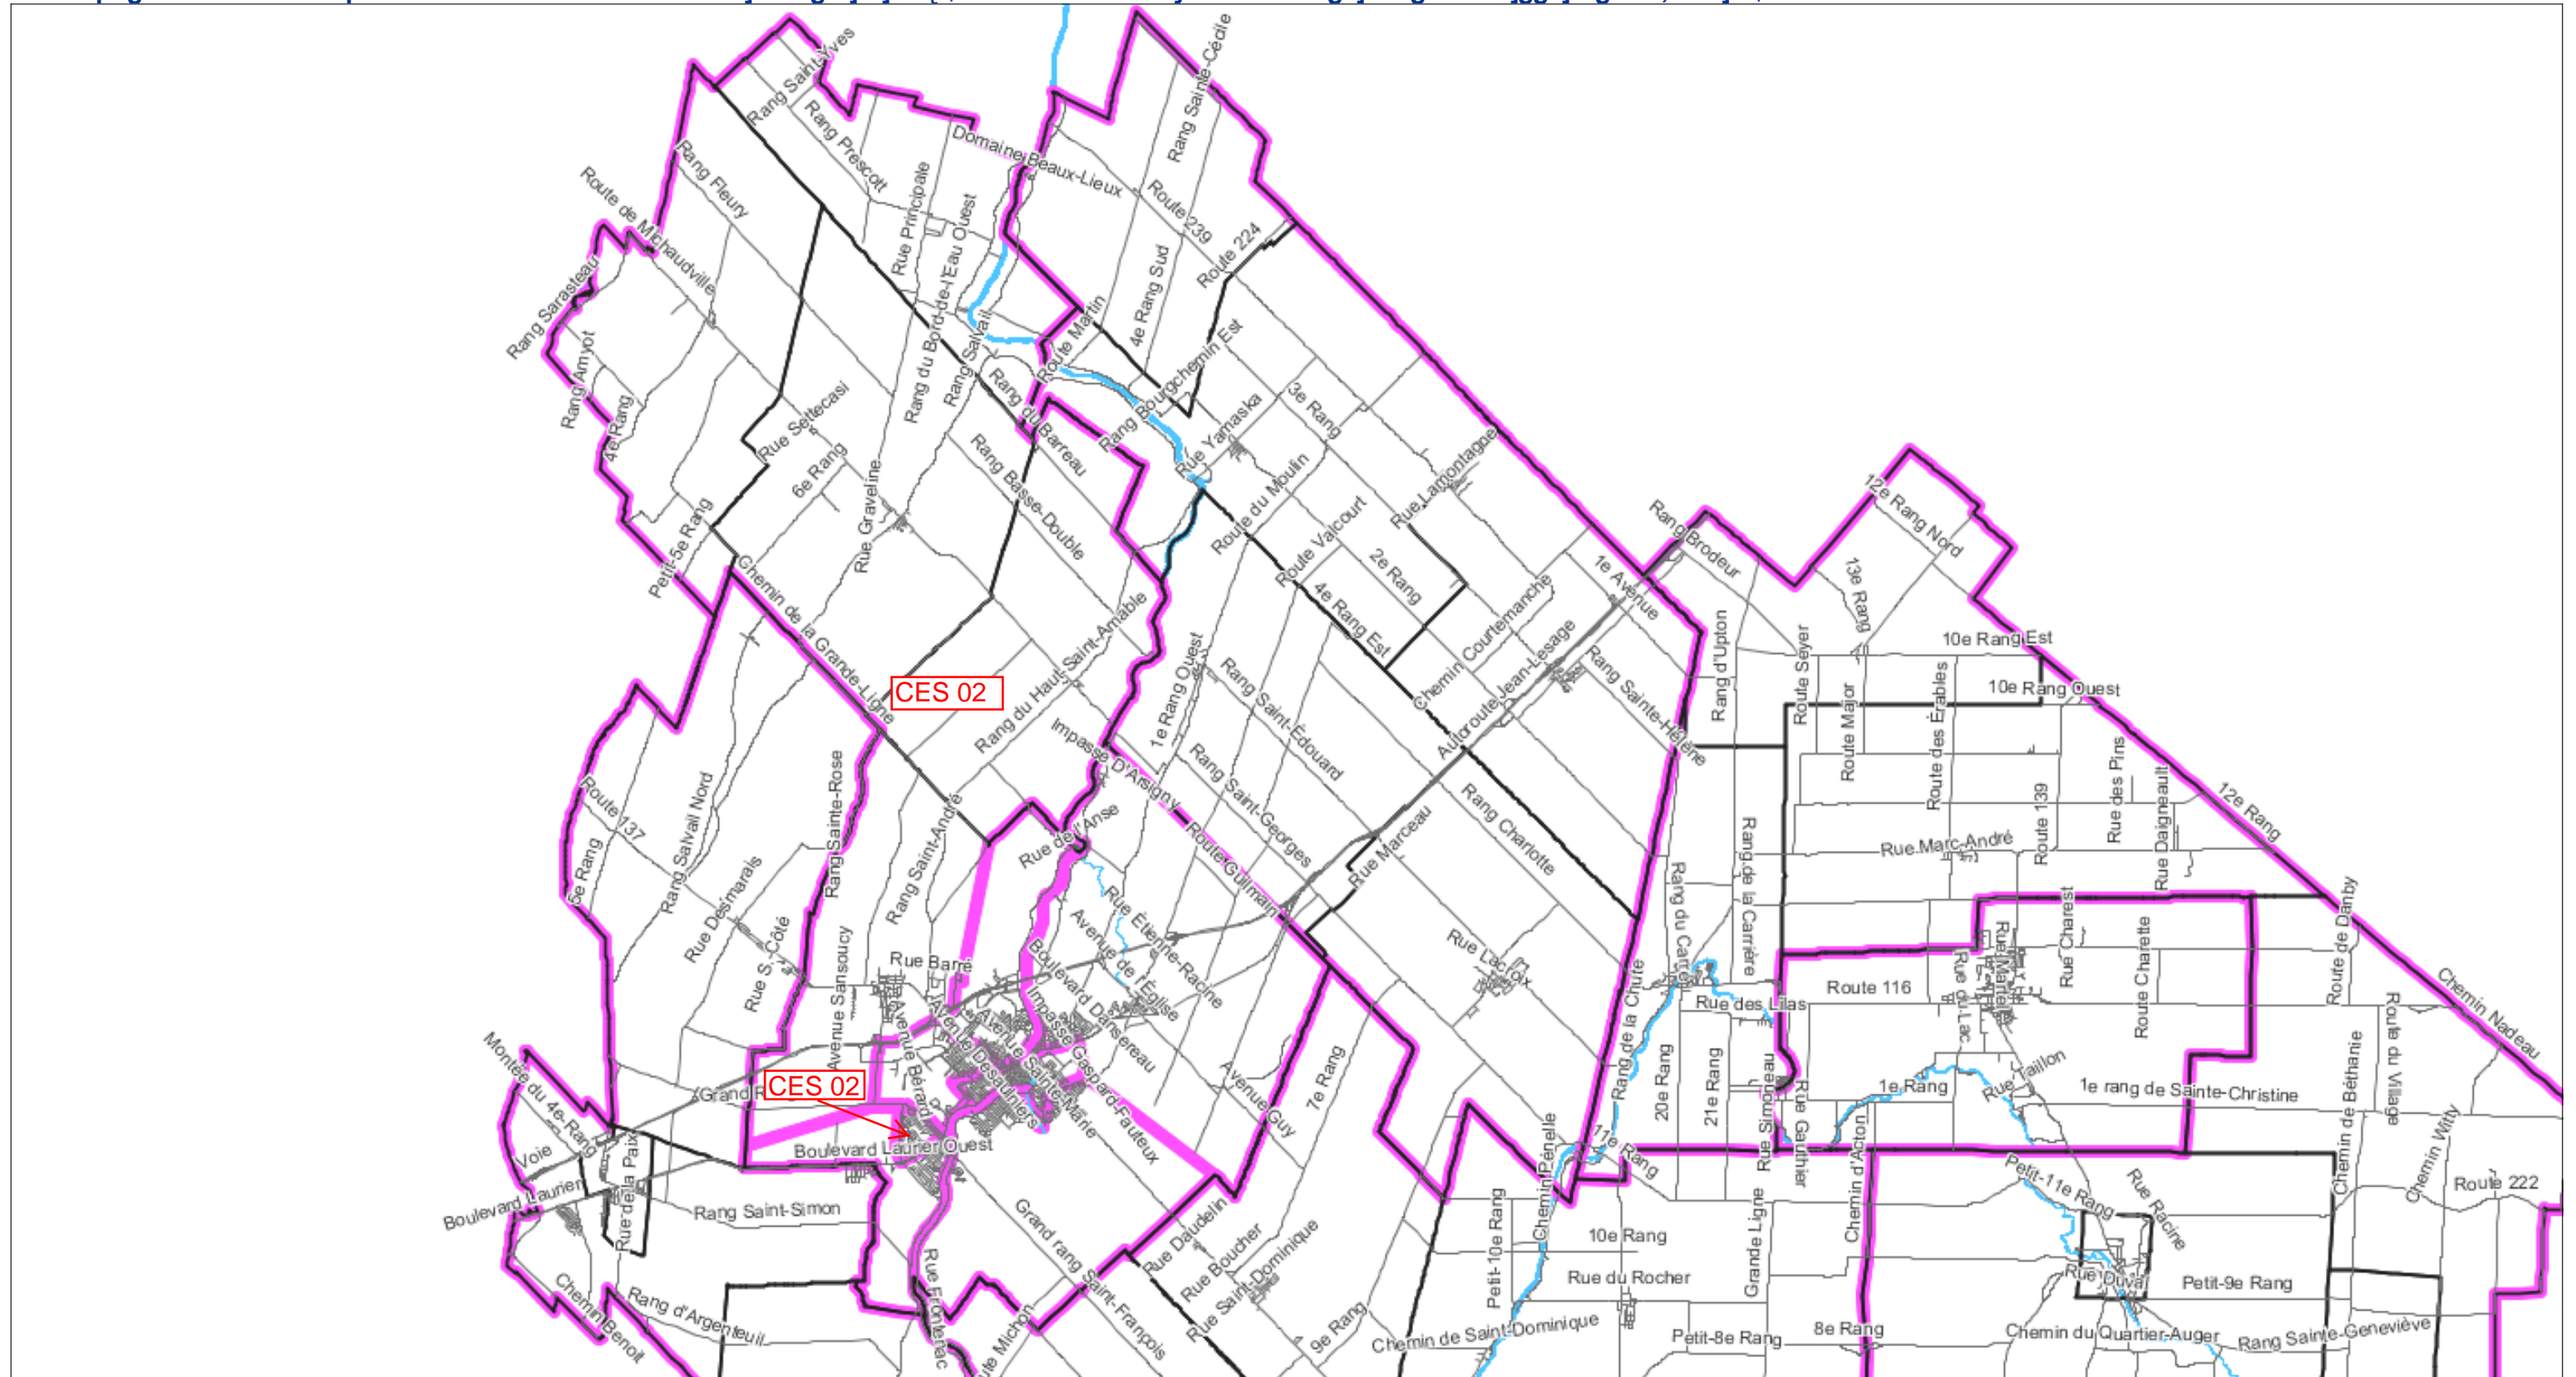 Rang Saint-Yves
Rang Prescott
Rang Sainte-Cécile
Domaine Beaux-Lieux
Rang Fleury
Route de Michaudville
Rue Principale
Rang du Bord-de-l'Eau Ouest
Route 239
Route 224
4e Rang Sud
Rang Sarasteau
Rang Amyot
4e Rang
Rang Salvail
Route Martin
Rang du Barreau
Rang Bourgchemin Est
Rue Settecasi
6e Rang
Rue Graveline
Rang Basse-Double
Rue Yamaska
3e Rang
Rue Lamontagne
Route du Moulin
Route Valcourt
2e Rang
4e Rang Est
Petit-5e Rang
Chemin de la Grande-Ligne
Rang du Haut-Saint-Amable
1e Rang Ouest
Rang Saint-Édouard
Chemin Courtemanche
1e Avenue
Autoroute Jean-Lesage
Rang Sainte-Hélène
Rang Brodeur
12e Rang Nord
13e Rang
10e Rang Est
10e Rang Ouest
Rang d'Upton
Route Seyer
Route Major
Route des Érables
Route 139
Rue des Pins
Rue Daigneault
12e Rang
Rue Marc-André
CES 02
Impasse D'Arsigny
Route Guilmain
Rang Saint-Georges
Rue Marceau
Rang Charlotte
Route 137
5e Rang
Rang Salvail Nord
Rue Desmarais
Rue S.-Côté
Rang Sainte-Rose
Rang Saint-André
Rue de l'Anse
Rue Étienne-Racine
Avenue de l'Église
Boulevard Dansereau
Impasse Gaspard-Fauteux
Rue Barré
Avenue Sansoucy
Avenue Bérard
Avenue Desaulniers
Avenue Sainte-Marie
Avenue Guy
7e Rang
Rue Lacroix
Rang de la Chute
Rang du Carré
Rang de la Carrière
Rue des Lilas
Route 116
Rue du Lac
Rue Martel
Rue Charest
Route Charette
Route de Danby
Chemin Nadeau
20e Rang
21e Rang
Rue Simoneau
Rue Gauthier
1e Rang
Rue Taillon
1e rang de Sainte-Christine
Chemin de Béthanie
Route du Village
Chemin Witty
Route 222
Montée du 4e-Rang
Voie
Boulevard Laurier
Rue de la Paix
CES 02
Boulevard Laurier Ouest
Rang Saint-Simon
Chemin Benoit
Rang d'Argenteuil
Rue Frontenac
Grand rang Saint-François
Rue Daudelin
Rue Boucher
Rue Saint-Dominique
9e Rang
Chemin de Saint-Dominique
Petit-10e Rang
Chemin Pénelle
11e Rang
10e Rang
Rue du Rocher
Grande Ligne
Petit-8e Rang
8e Rang
Chemin d'Acton
Petit-11e Rang
Rue Racine
Rue Duval
Petit-9e Rang
Chemin du Quartier-Auger
Rang Sainte-Geneviève